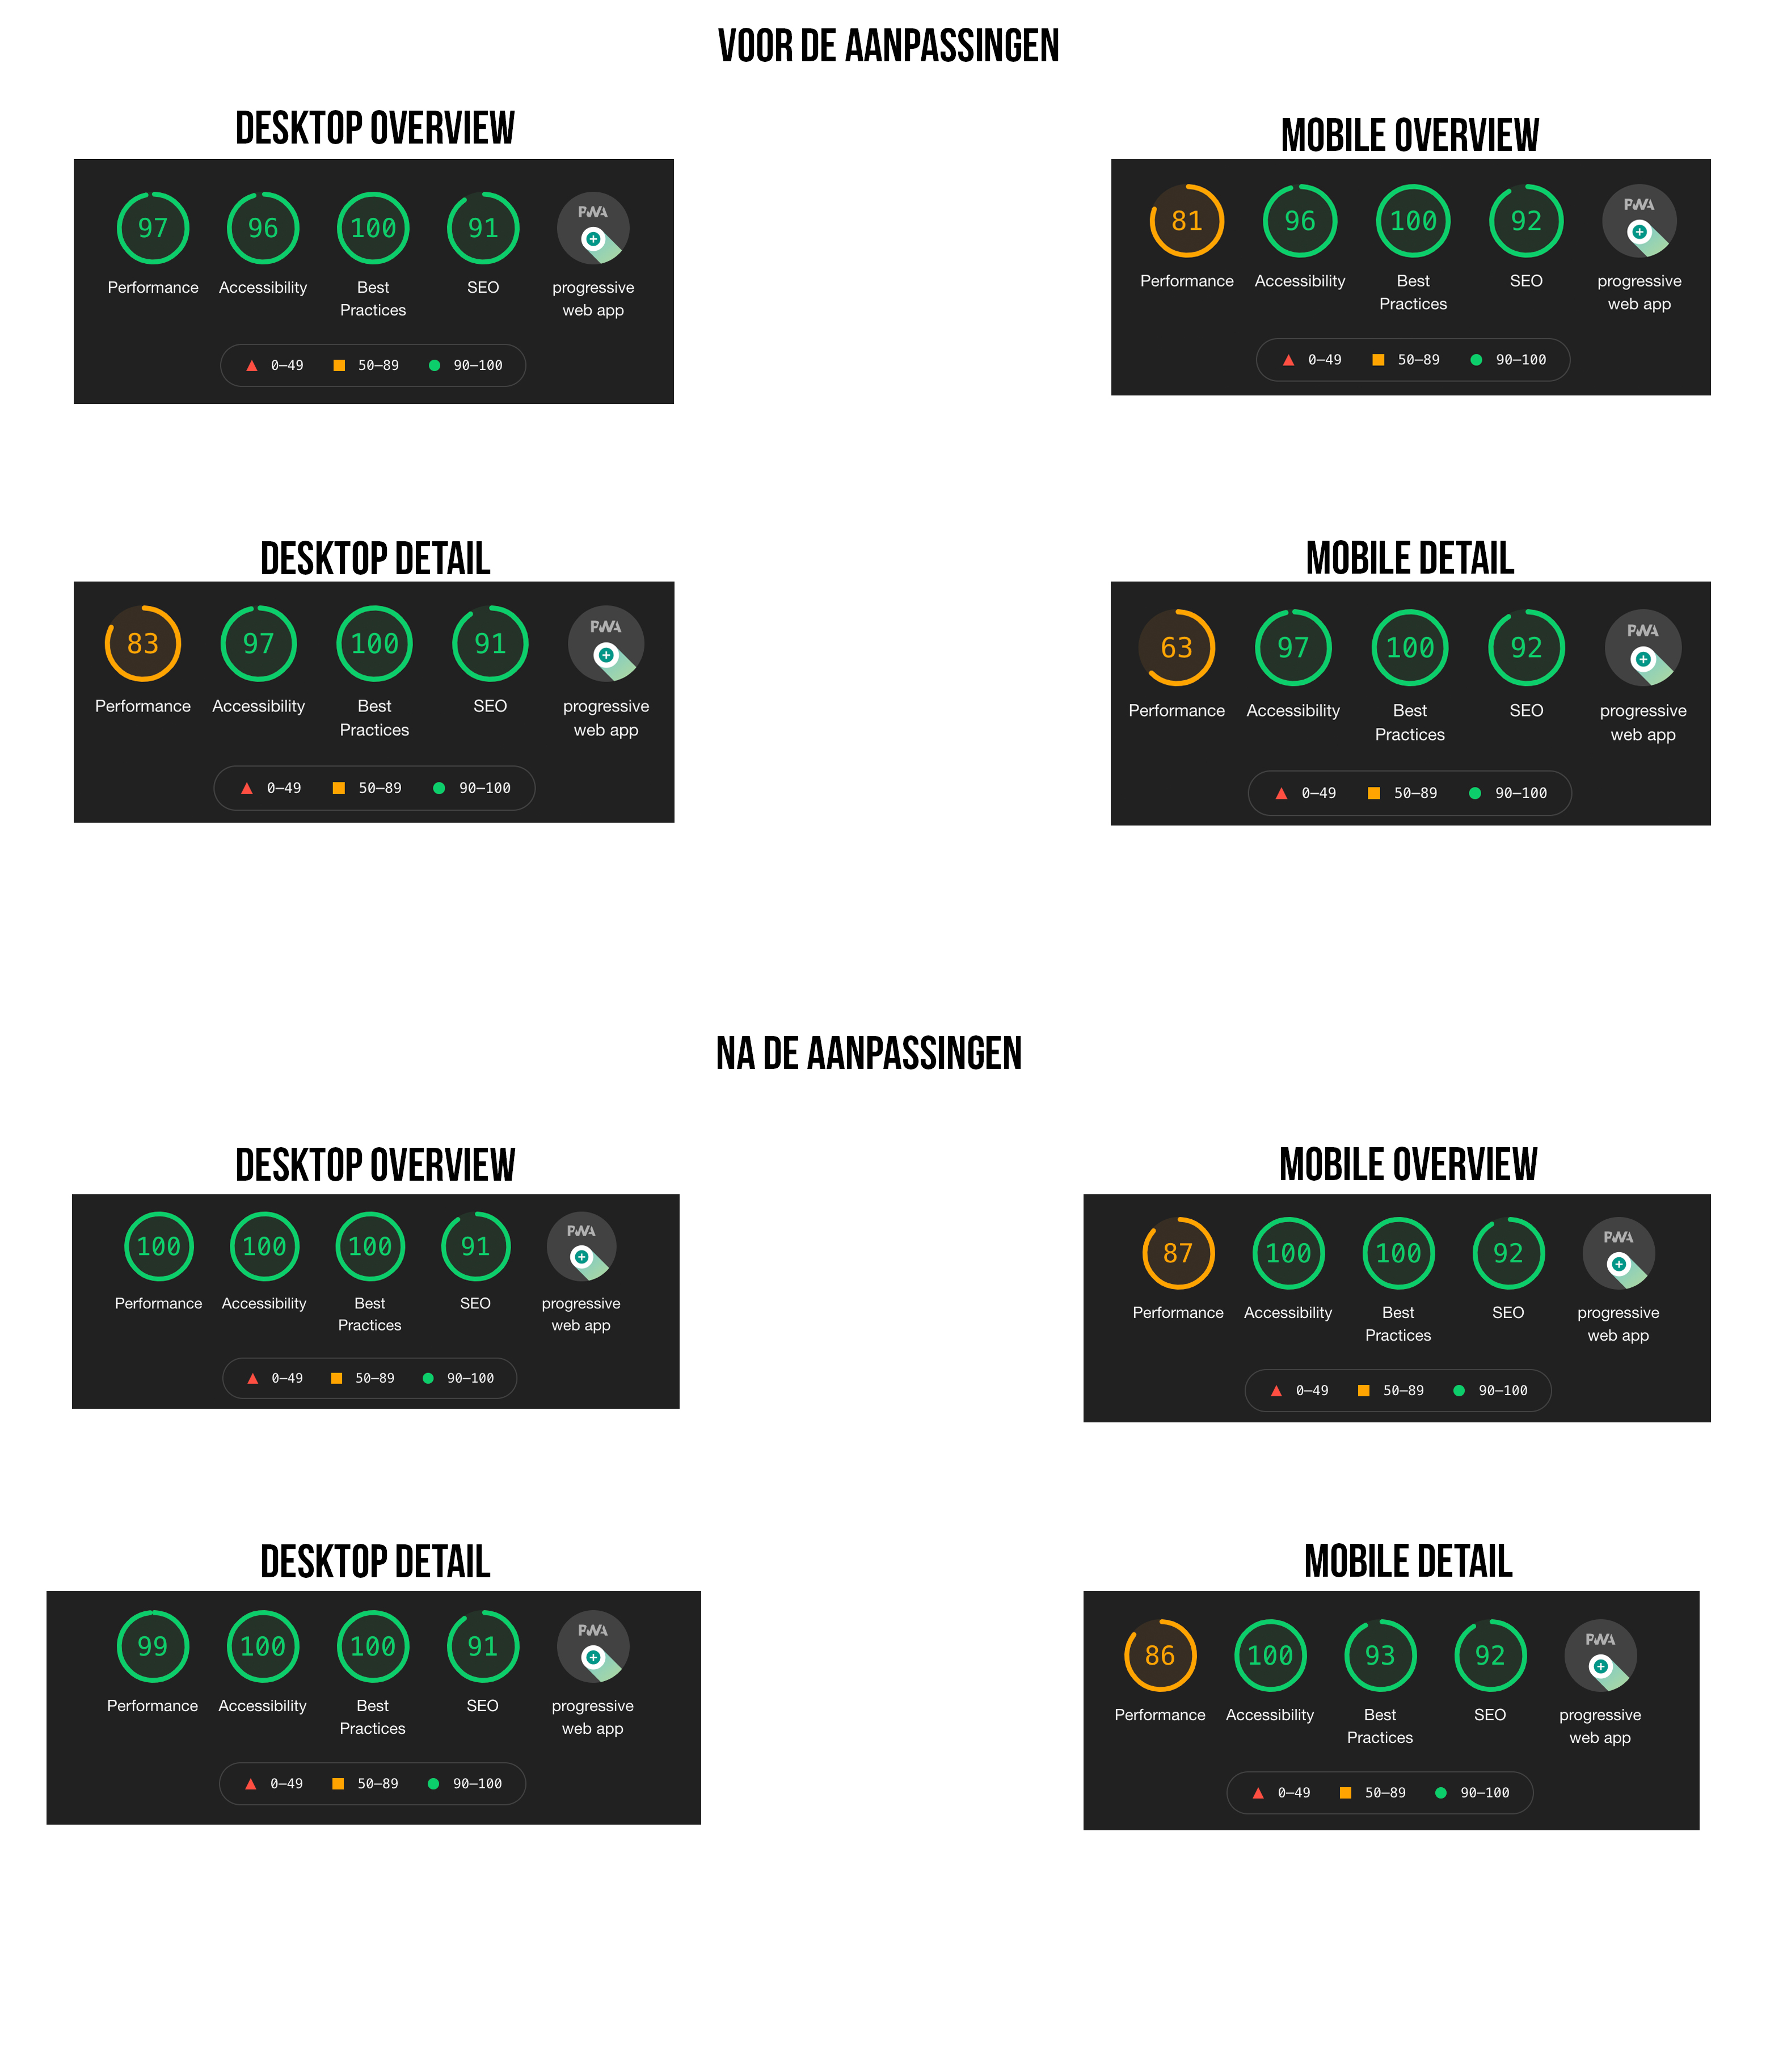 VOOR DE AANPASSINGEN
DESKTOP OVERVIEW
97 96 100 91 PWA
Performance Accessibility Best Practices SEO progressive web app
0–49 50–89 90–100
MOBILE OVERVIEW
81 96 100 92 PWA
Performance Accessibility Best Practices SEO progressive web app
0–49 50–89 90–100
DESKTOP DETAIL
83 97 100 91 PWA
Performance Accessibility Best Practices SEO progressive web app
0–49 50–89 90–100
MOBILE DETAIL
63 97 100 92 PWA
Performance Accessibility Best Practices SEO progressive web app
0–49 50–89 90–100
NA DE AANPASSINGEN
DESKTOP OVERVIEW
100 100 100 91 PWA
Performance Accessibility Best Practices SEO progressive web app
0–49 50–89 90–100
MOBILE OVERVIEW
87 100 100 92 PWA
Performance Accessibility Best Practices SEO progressive web app
0–49 50–89 90–100
DESKTOP DETAIL
99 100 100 91 PWA
Performance Accessibility Best Practices SEO progressive web app
0–49 50–89 90–100
MOBILE DETAIL
86 100 93 92 PWA
Performance Accessibility Best Practices SEO progressive web app
0–49 50–89 90–100